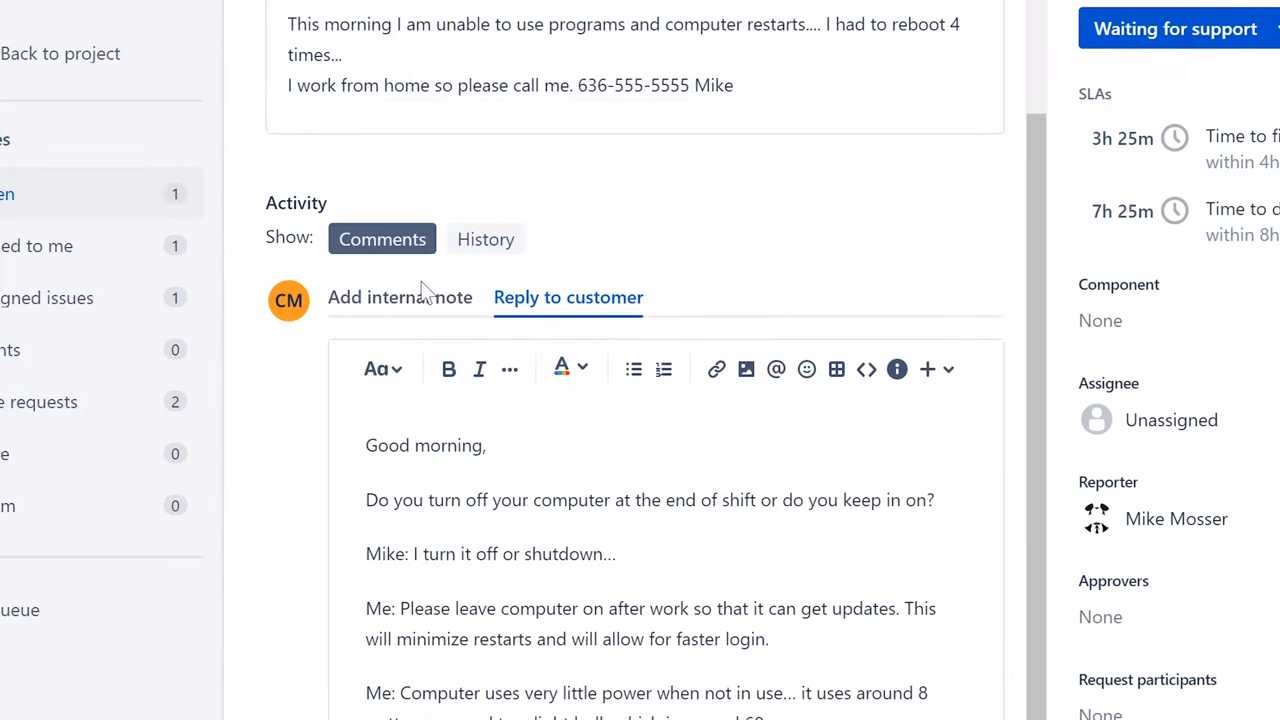 This morning I am unable to use programs and computer restarts.... I had to reboot 4
times...
I work from home so please call me. 636-555-5555 Mike
Back to project
es
en 1
ed to me 1
gned issues 1
nts 0
e requests 2
e 0
m 0
ueue
Activity
Show: Comments History
CM Add internal note Reply to customer
Aa B I ... A @ +
Good morning,
Do you turn off your computer at the end of shift or do you keep in on?
Mike: I turn it off or shutdown...
Me: Please leave computer on after work so that it can get updates. This
will minimize restarts and will allow for faster login.
Me: Computer uses very little power when not in use... it uses around 8
Waiting for support
SLAs
3h 25m Time to fi
within 4h
7h 25m Time to
within 8h
Component
None
Assignee
Unassigned
Reporter
Mike Mosser
Approvers
None
Request participants
None